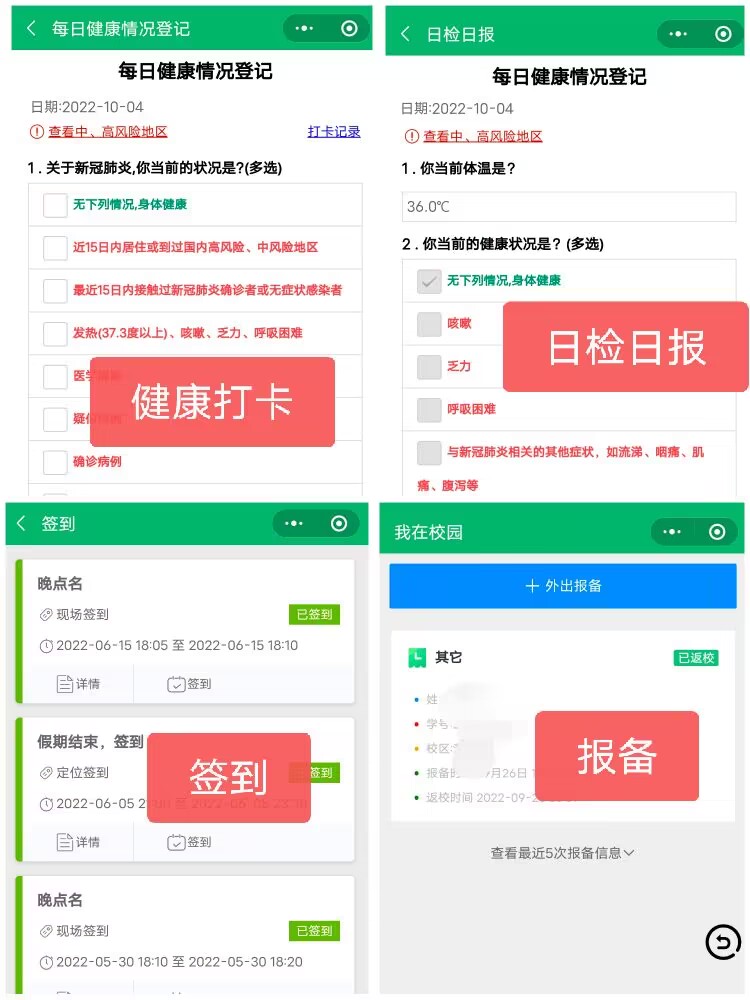 每日健康情况登记
每日健康情况登记
日期:2022-10-04
查看中、高风险地区
打卡记录
1.关于新冠肺炎,你当前的状况是?(多选)
无下列情况,身体健康
近15日内居住或到过国内高风险、中风险地区
最近15日内接触过新冠肺炎确诊者或无症状感染者
发热(37.3度以上)、咳嗽、乏力、呼吸困难
医学
疑似
确诊病例
健康打卡
日检日报
每日健康情况登记
日期:2022-10-04
查看中、高风险地区
1.你当前体温是?
36.0℃
2.你当前的健康状况是?(多选)
无下列情况,身体健康
咳嗽
乏力
呼吸困难
与新冠肺炎相关的其他症状，如流涕、咽痛、肌
痛、腹泻等
日检日报
签到
晚点名
现场签到
已签到
2022-06-15 18:05 至 2022-06-15 18:10
详情
签到
假期结束，签到
定位签到
签到
2022-06-05 2
详情
签到
晚点名
现场签到
已签到
2022-05-30 18:10 至 2022-05-30 18:20
签到
我在校园
+ 外出报备
其它
已返校
姓
学号
校区:
报备时
月26日
返校时间 2022-09-2
报备
查看最近5次报备信息